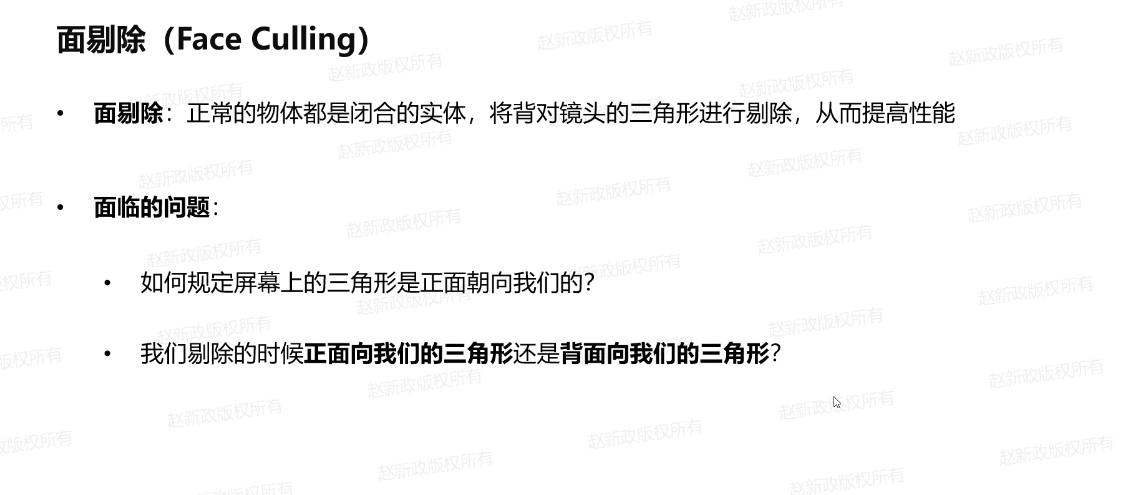 面剔除（Face Culling）
• 面剔除：正常的物体都是闭合的实体，将背对镜头的三角形进行剔除，从而提高性能
• 面临的问题：
• 如何规定屏幕上的三角形是正面朝向我们的？
• 我们剔除的时候正面向我们的三角形还是背面向我们的三角形？
赵新政版权所有